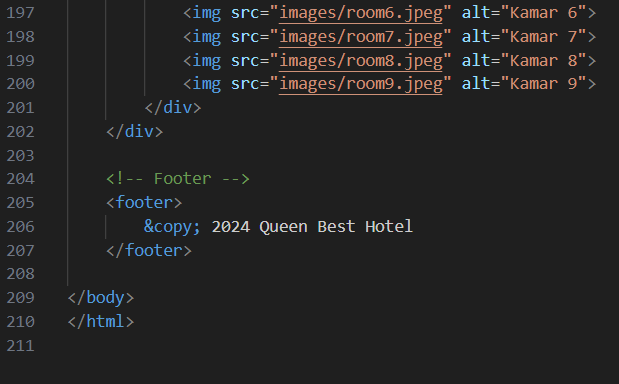 197 <img src="images/room6.jpeg" alt="Kamar 6">
198 <img src="images/room7.jpeg" alt="Kamar 7">
199 <img src="images/room8.jpeg" alt="Kamar 8">
200 <img src="images/room9.jpeg" alt="Kamar 9">
201 </div>
202 </div>
203
204 <!-- Footer -->
205 <footer>
206 &copy; 2024 Queen Best Hotel
207 </footer>
208
209 </body>
210 </html>
211